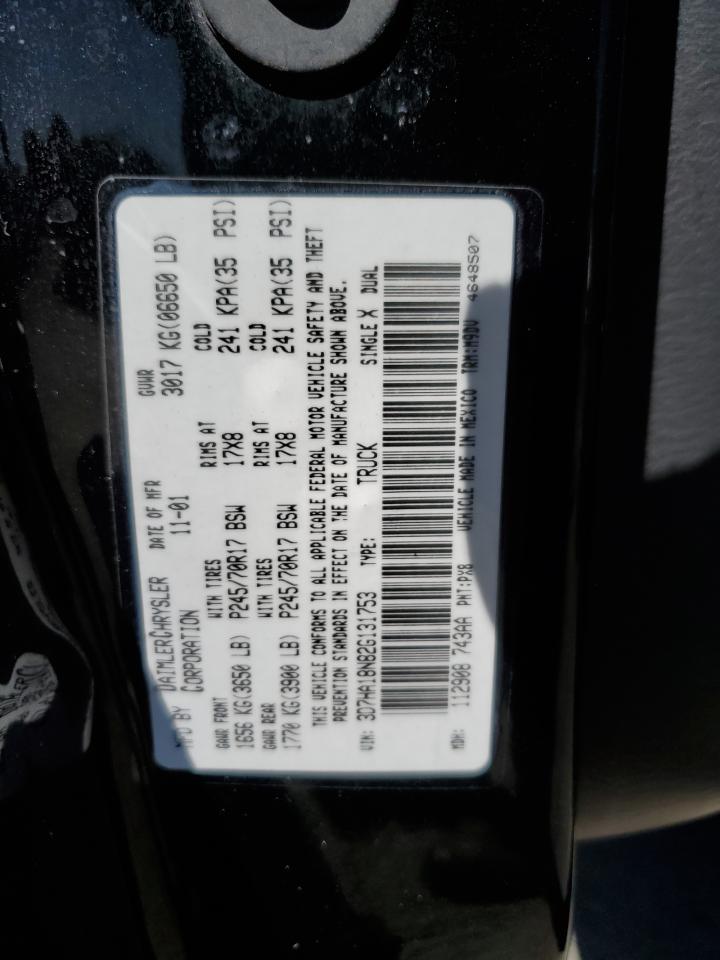 MFD BY DAIMLERCHRYSLER CORPORATION DATE OF MFR 11-01 GVWR 3017 KG(06650 LB)
GAWR FRONT WITH TIRES RIMS AT COLD
1656 KG(3650 LB) P245/70R17 BSW 17X8 241 KPA(35 PSI)
GAWR REAR WITH TIRES RIMS AT COLD
1770 KG(3900 LB) P245/70R17 BSW 17X8 241 KPA(35 PSI)
THIS VEHICLE CONFORMS TO ALL APPLICABLE FEDERAL MOTOR VEHICLE SAFETY AND THEFT
PREVENTION STANDARDS IN EFFECT ON THE DATE OF MANUFACTURE SHOWN ABOVE.
VIN: 3D7HA18N82G131753 TYPE: TRUCK SINGLE X DUAL
MDH: 112908 743AA PNT:PX8 VEHICLE MADE IN MEXICO TRM:M9DV 4648507